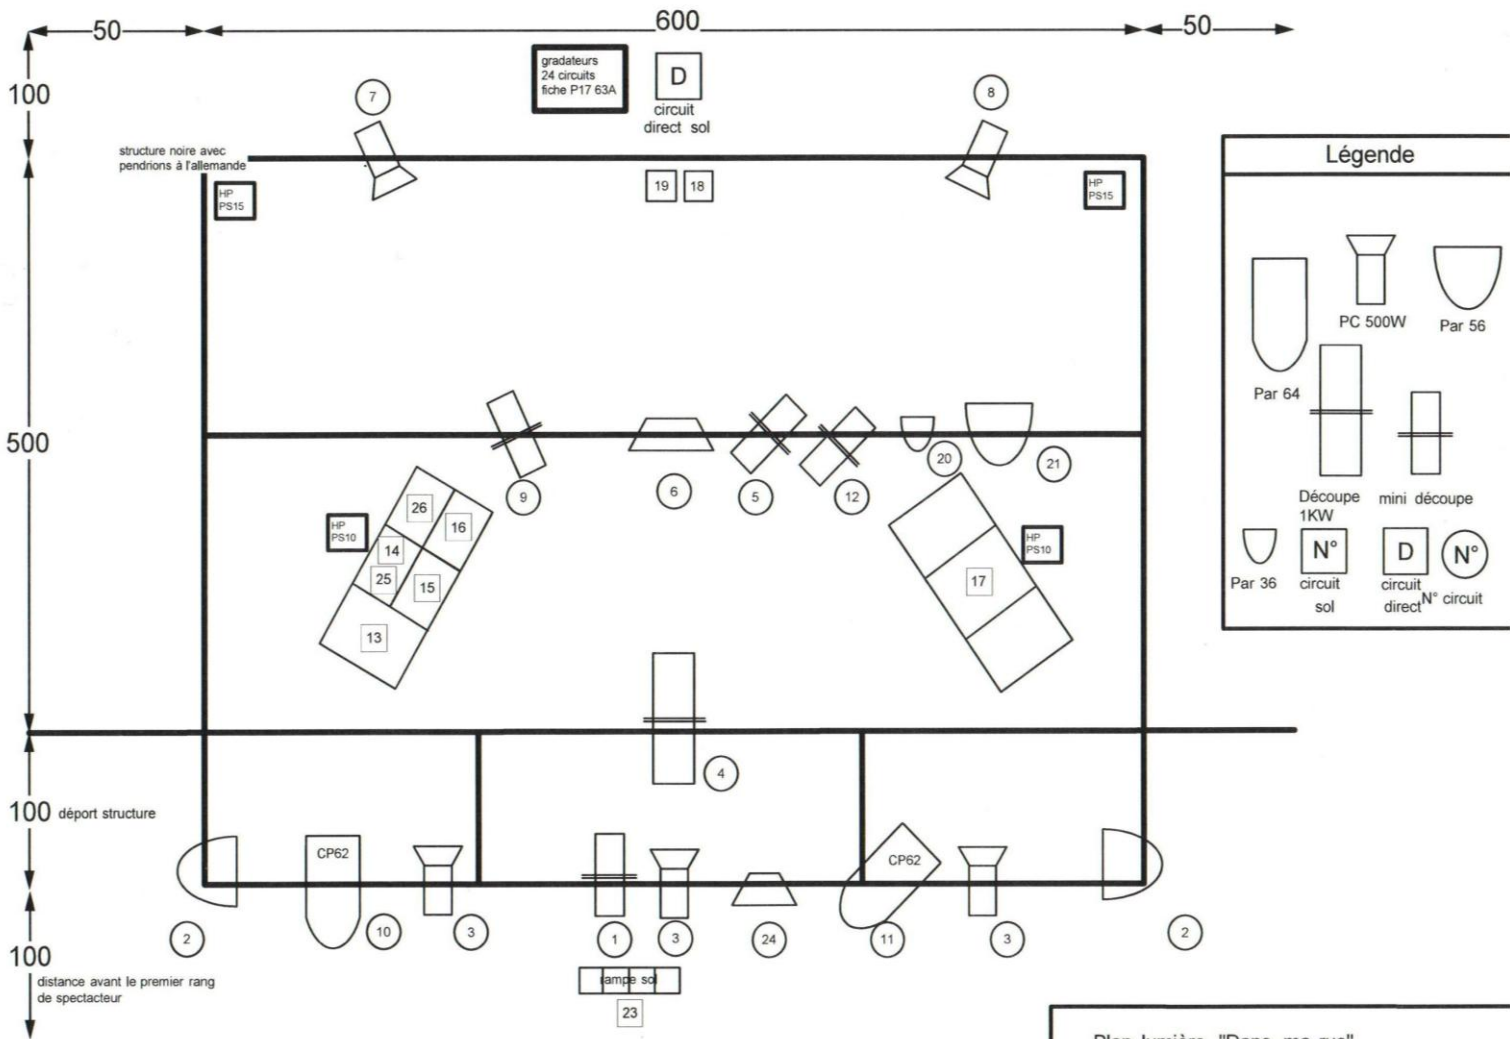 50
600
50
100
gradateurs
24 circuits
fiche P17 63A
D
circuit
direct sol
7
8
structure noire avec
pendrions à l'allemande
HP
PS15
19
18
HP
PS15
Légende
PC 500W
Par 56
Par 64
Découpe
1KW
mini découpe
Par 36
N°
circuit
sol
D
circuit
direct
N°
N° circuit
500
9
6
5
12
20
21
26
16
HP
PS10
14
25
15
13
HP
PS10
17
4
100 déport structure
CP62
CP62
2
10
3
1
3
24
11
3
2
100
distance avant le premier rang
de spectacteur
rampe sol
23